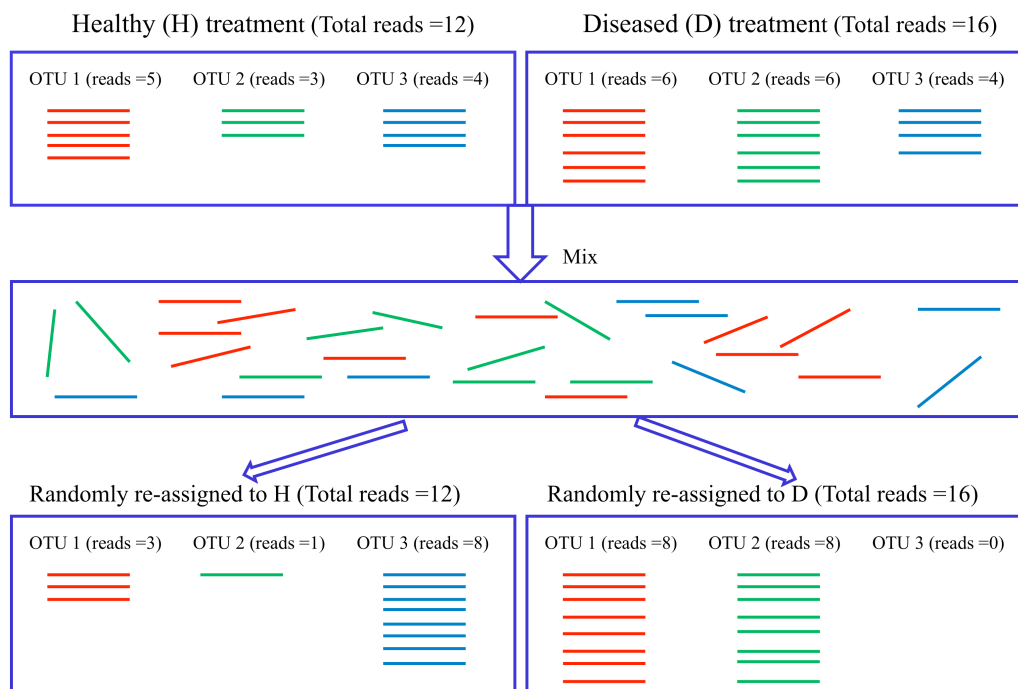 Healthy (H) treatment (Total reads =12)
Diseased (D) treatment (Total reads =16)
OTU 1 (reads =5) OTU 2 (reads =3) OTU 3 (reads =4)
OTU 1 (reads =6) OTU 2 (reads =6) OTU 3 (reads =4)
Mix
Randomly re-assigned to H (Total reads =12)
Randomly re-assigned to D (Total reads =16)
OTU 1 (reads =3) OTU 2 (reads =1) OTU 3 (reads =8)
OTU 1 (reads =8) OTU 2 (reads =8) OTU 3 (reads =0)